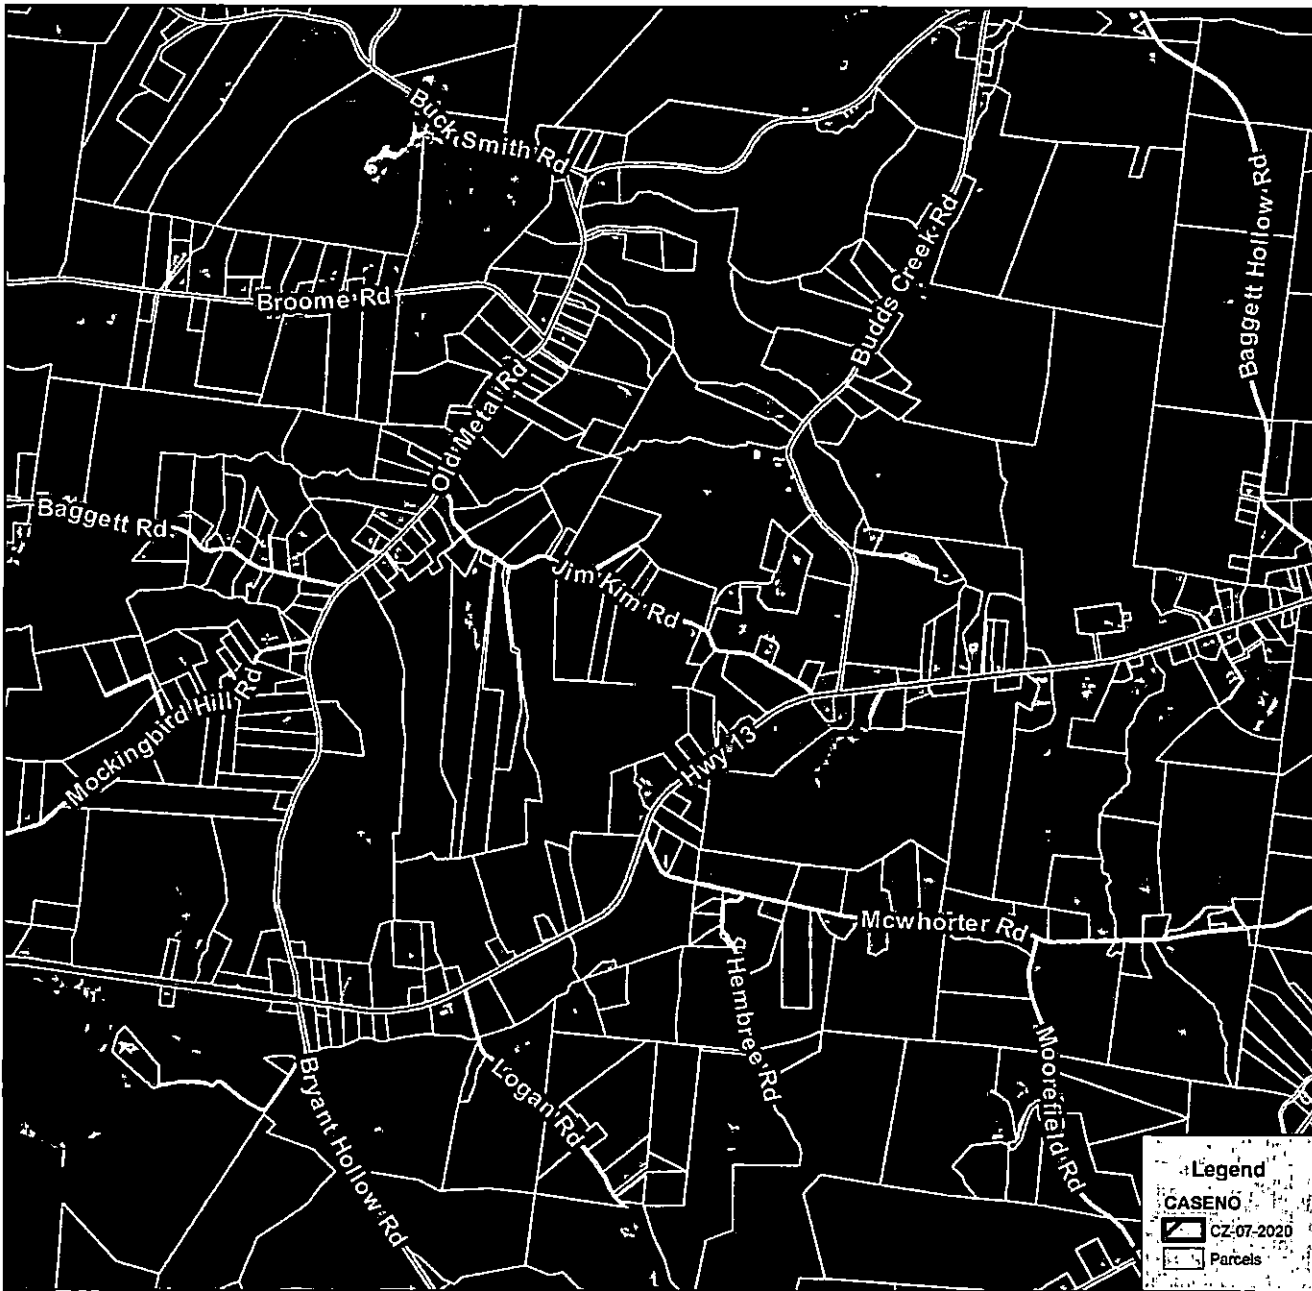 Buck Smith Rd
Baggett Hollow Rd
Budds Creek Rd
Broome Rd
Old Metal Rd
Baggett Rd
Jim Kim Rd
Mockingbird Hill Rd
Hwy 13
Mcwhorter Rd
Hembree Rd
Moorefield Rd
Logan Rd
Bryant Hollow Rd
Legend
CASENO
CZ-07-2020
Parcels